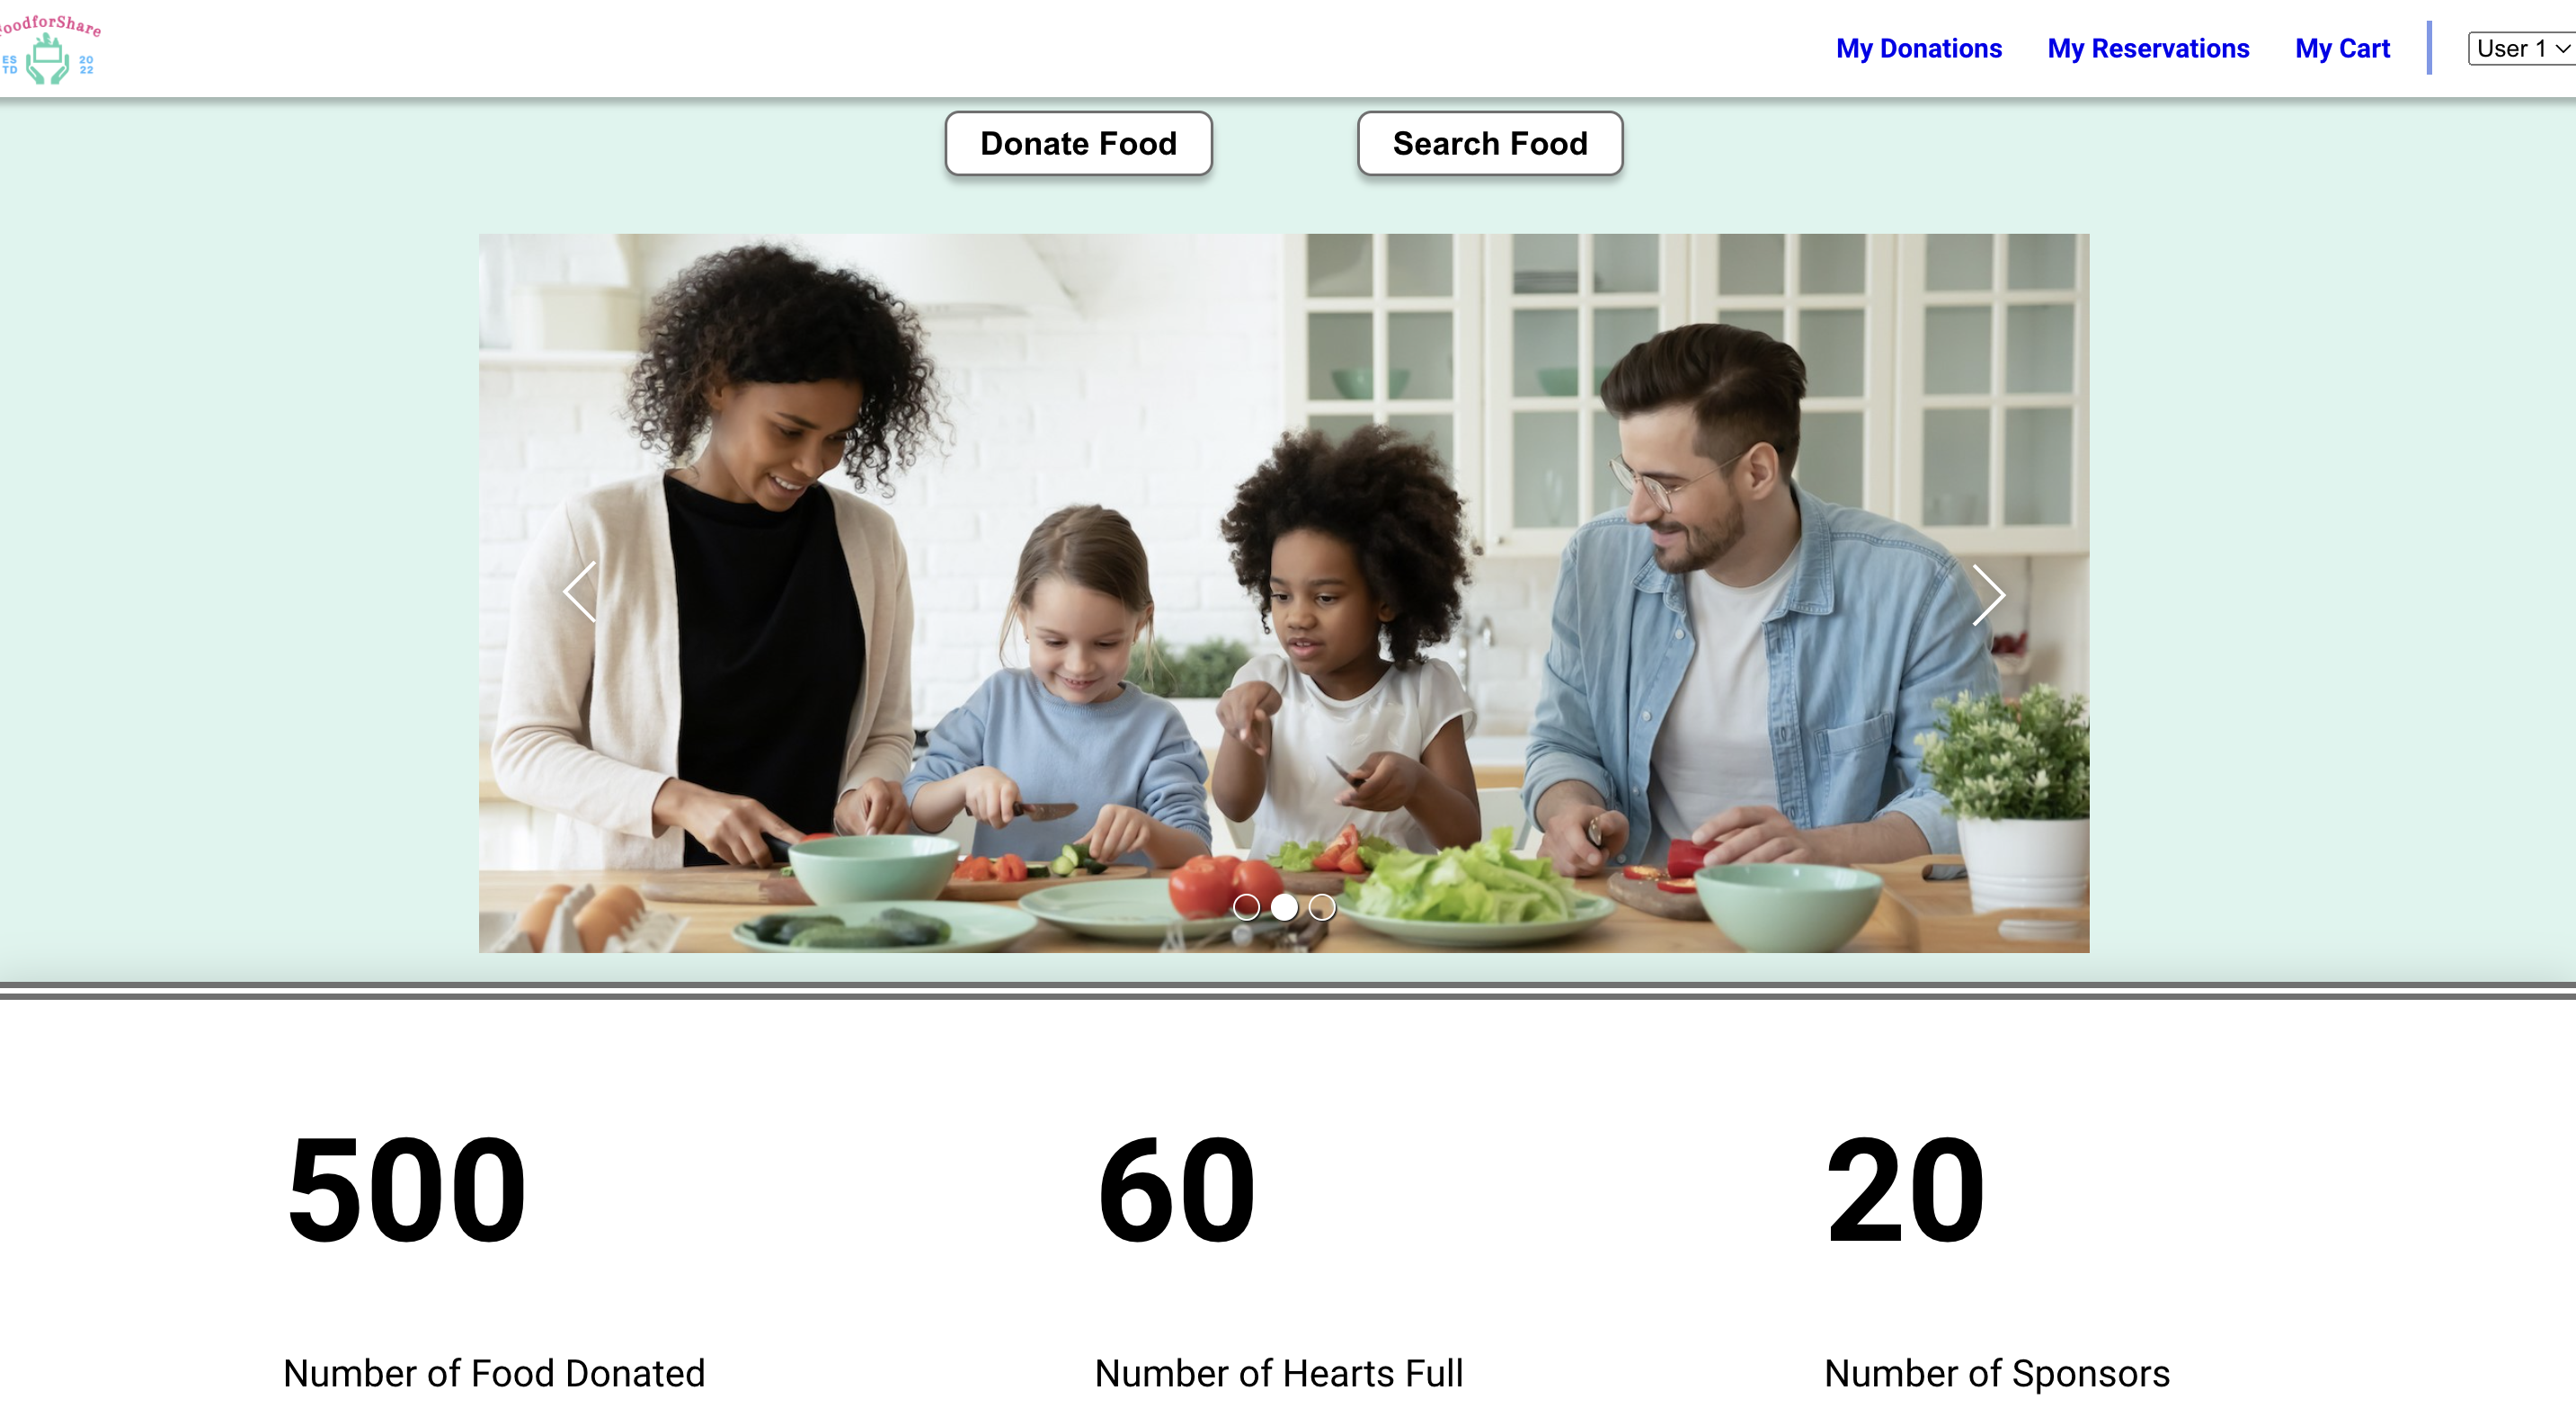 oodforShare
ES
TD
20
22
My Donations
My Reservations
My Cart
User 1
Donate Food
Search Food
500
60
20
Number of Food Donated
Number of Hearts Full
Number of Sponsors